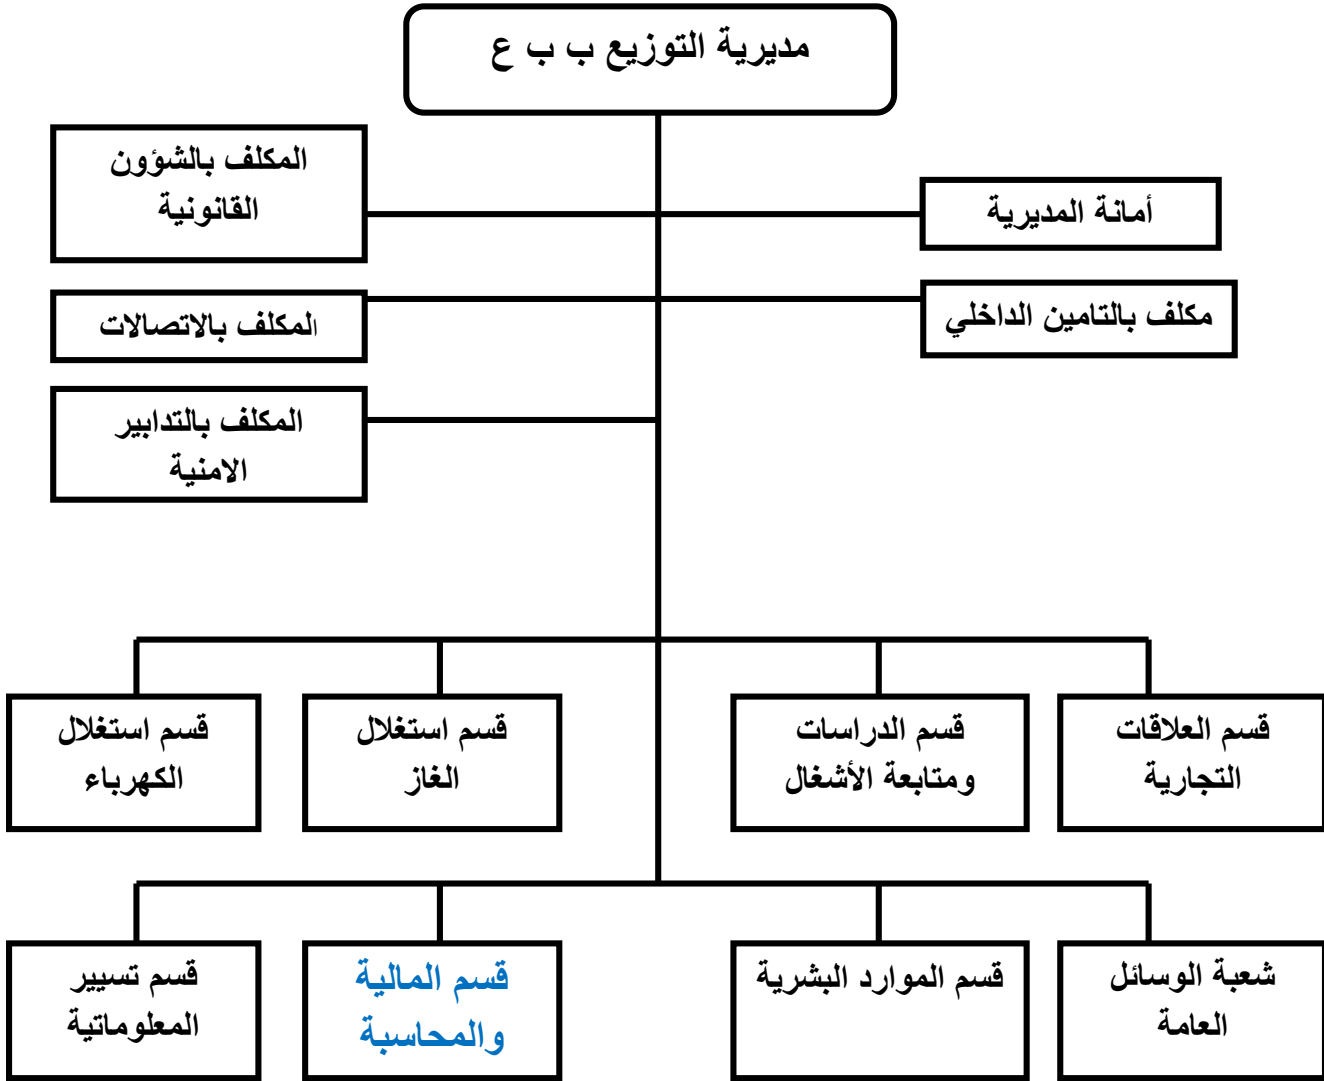 مديرية التوزيع ب ب ع
أمانة المديرية
المكلف بالشؤون
القانونية
مكلف بالتامين الداخلي
المكلف بالاتصالات
المكلف بالتدابير
الامنية
قسم العلاقات
التجارية
قسم الدراسات
ومتابعة الأشغال
قسم استغلال
الغاز
قسم استغلال
الكهرباء
شعبة الوسائل
العامة
قسم الموارد البشرية
قسم المالية
والمحاسبة
قسم تسيير
المعلوماتية